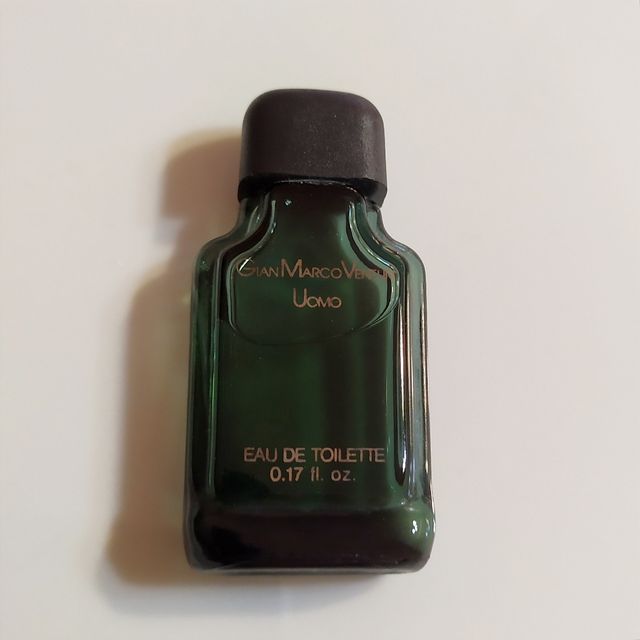 GianMarcoVenturi
Uomo
EAU DE TOILETTE
0.17 fl. oz.